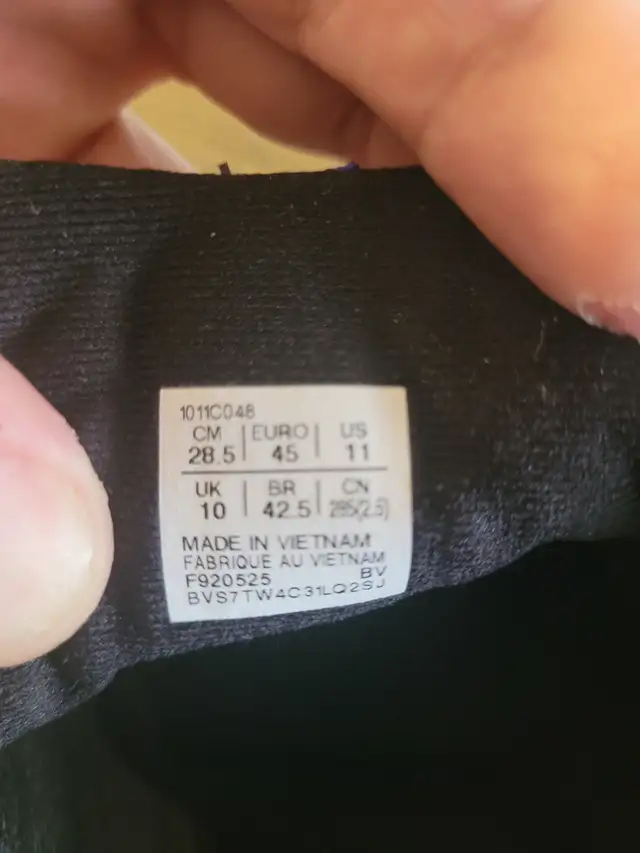 1011C048
CM | EURO | US
28.5 | 45 | 11
UK | BR | CN
10 | 42.5 | 285(2.5)
MADE IN VIETNAM
FABRIQUE AU VIETNAM
F920525 BV
BVS7TW4C31LQ2SJ